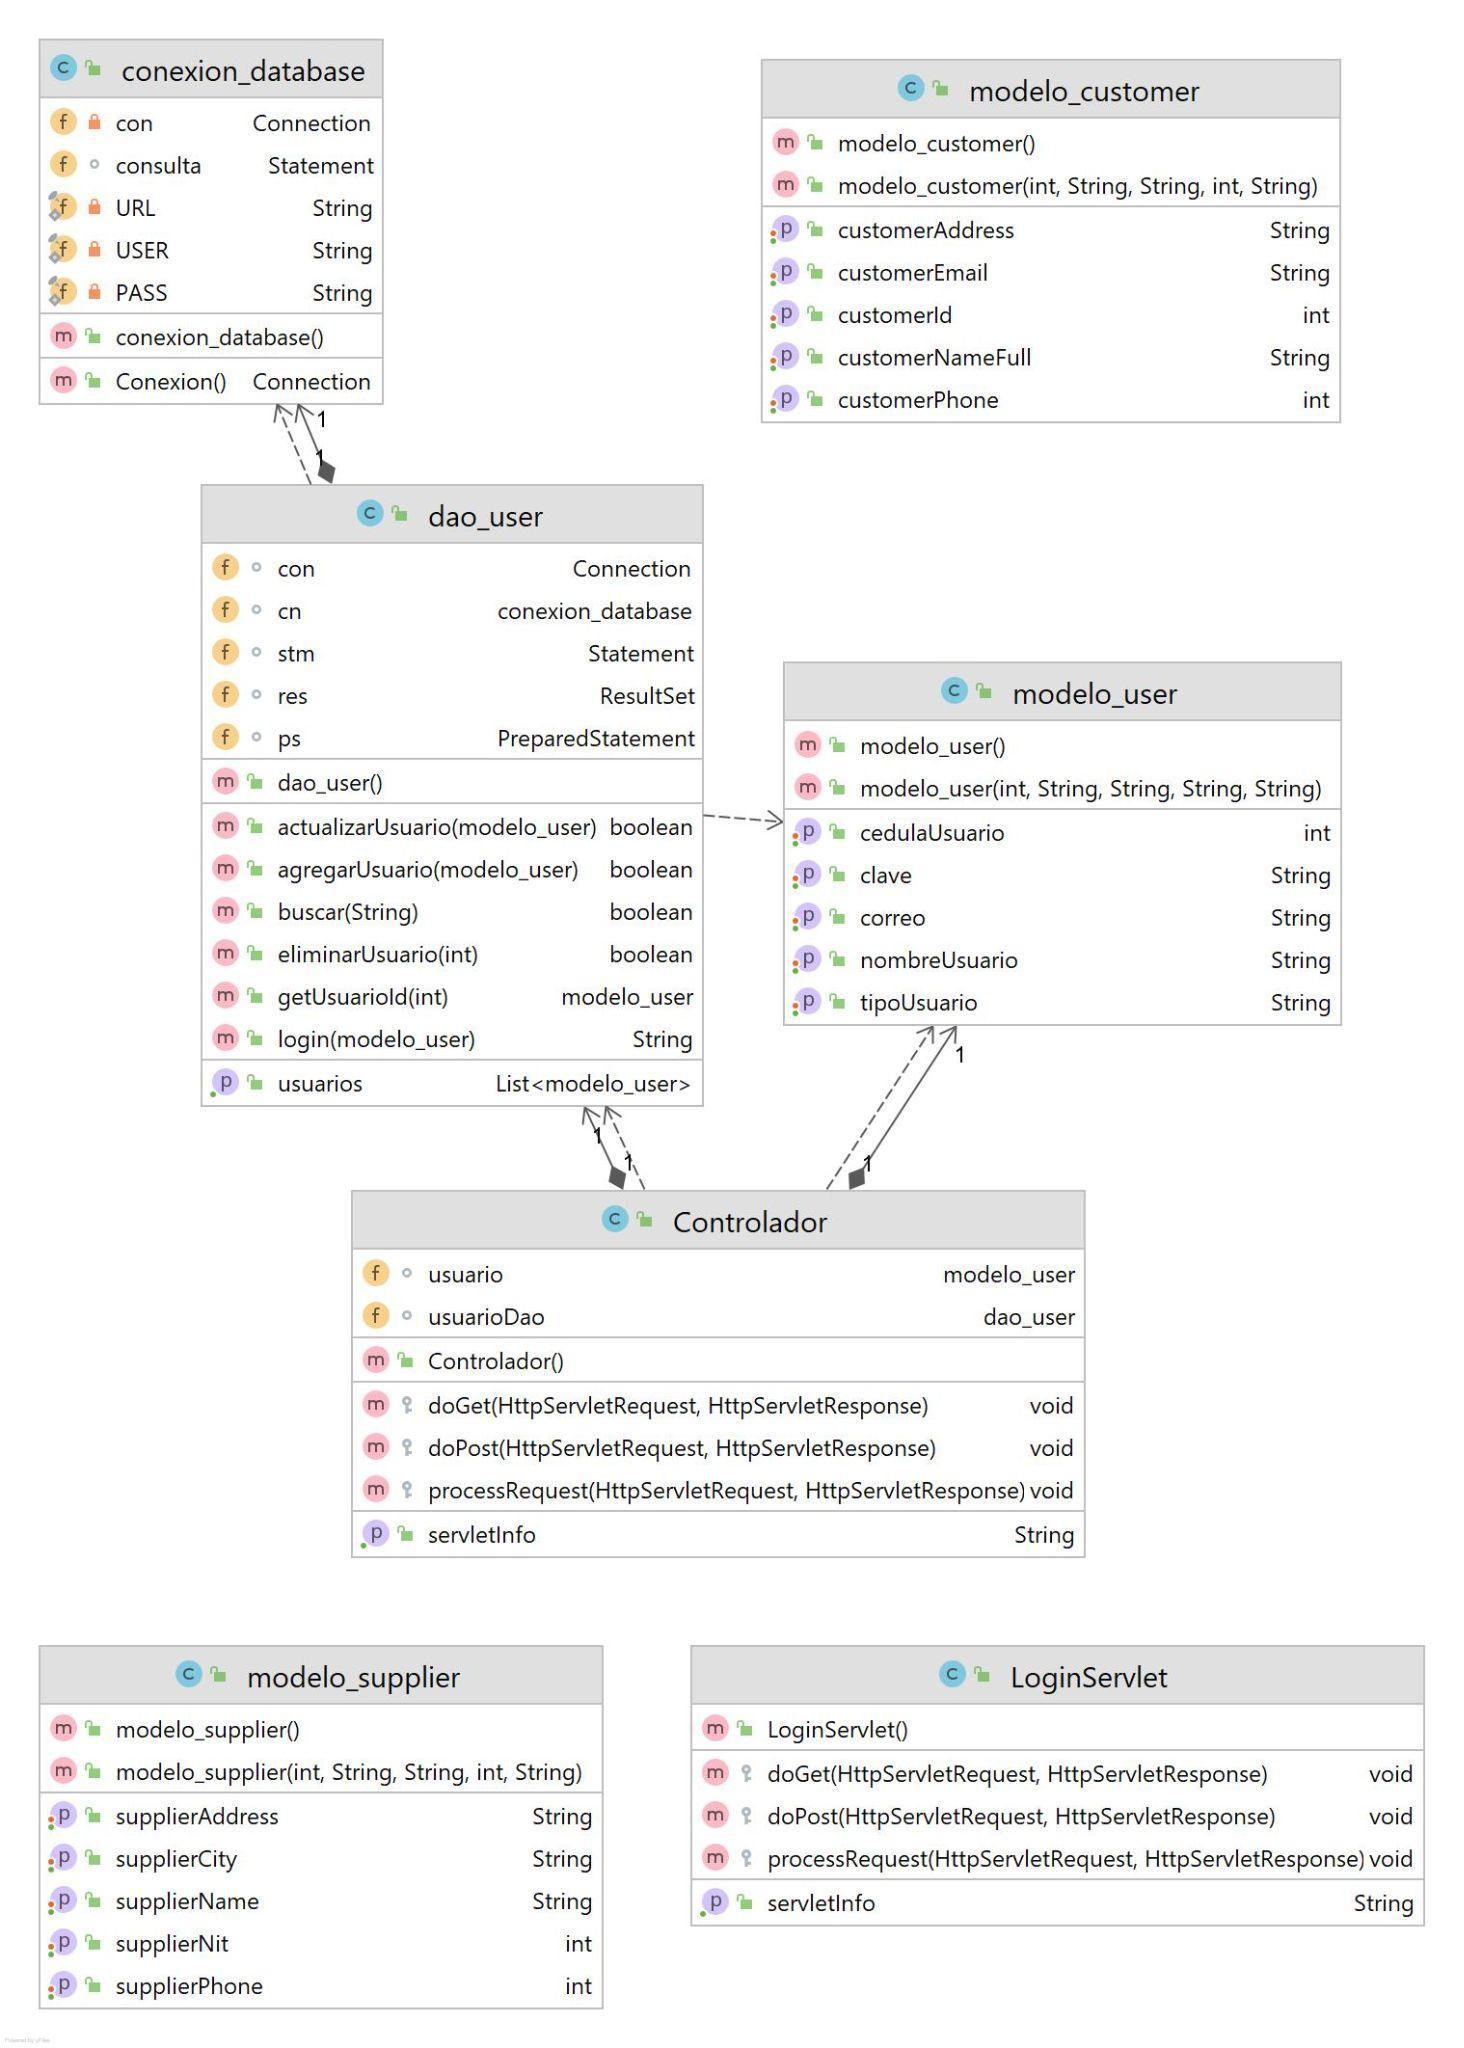 conexion_database
con Connection
consulta Statement
URL String
USER String
PASS String
conexion_database()
Conexion() Connection
modelo_customer
modelo_customer()
modelo_customer(int, String, String, int, String)
customerAddress String
customerEmail String
customerId int
customerNameFull String
customerPhone int
1
1
dao_user
con Connection
cn conexion_database
stm Statement
res ResultSet
ps PreparedStatement
dao_user()
actualizarUsuario(modelo_user) boolean
agregarUsuario(modelo_user) boolean
buscar(String) boolean
eliminarUsuario(int) boolean
getUsuarioId(int) modelo_user
login(modelo_user) String
usuarios List<modelo_user>
modelo_user
modelo_user()
modelo_user(int, String, String, String, String)
cedulaUsuario int
clave String
correo String
nombreUsuario String
tipoUsuario String
1
1
1
1
Controlador
usuario modelo_user
usuarioDao dao_user
Controlador()
doGet(HttpServletRequest, HttpServletResponse) void
doPost(HttpServletRequest, HttpServletResponse) void
processRequest(HttpServletRequest, HttpServletResponse) void
servletInfo String
modelo_supplier
modelo_supplier()
modelo_supplier(int, String, String, int, String)
supplierAddress String
supplierCity String
supplierName String
supplierNit int
supplierPhone int
LoginServlet
LoginServlet()
doGet(HttpServletRequest, HttpServletResponse) void
doPost(HttpServletRequest, HttpServletResponse) void
processRequest(HttpServletRequest, HttpServletResponse) void
servletInfo String
Powered by yFiles